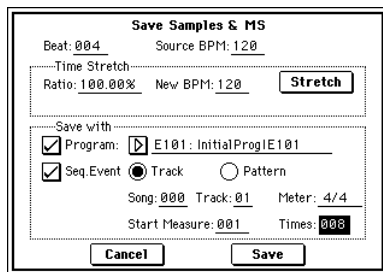 Save Samples & MS
Beat: 004 Source BPM: 120
Time Stretch
Ratio: 100.00% New BPM: 120 Stretch
Save with
Program: E101: InitialProg|E101
Seq.Event Track Pattern
Song: 000 Track: 01 Meter: 4/4
Start Measure: 001 Times: 008
Cancel Save